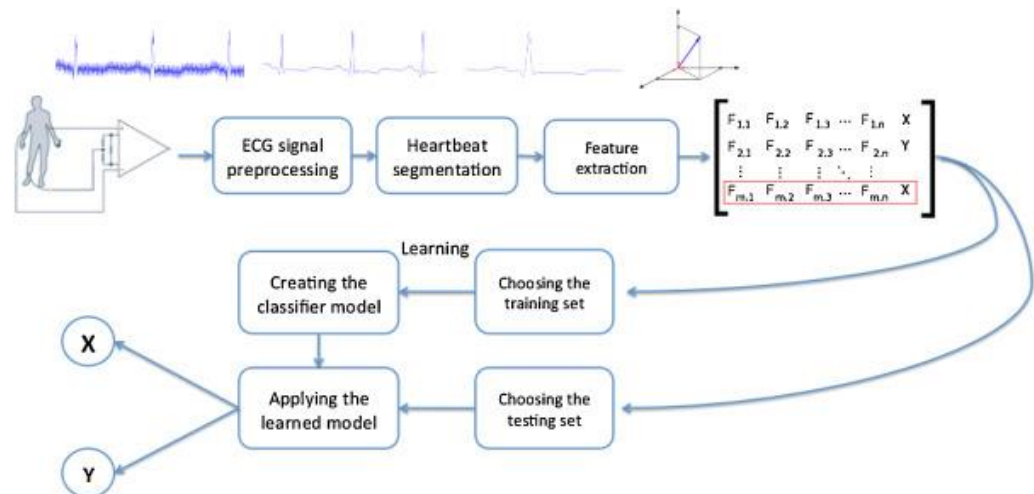 ECG signal
preprocessing
Heartbeat
segmentation
Feature
extraction
F1.1 F1.2 F1.3 ... F1.n X
F2.1 F2.2 F2.3 ... F2.n Y
⋮ ⋮ ⋮ ⋱ ⋮
Fm.1 Fm.2 Fm.3 ... Fm.n X
Learning
Creating the
classifier model
Choosing the
training set
X
Applying the
learned model
Choosing the
testing set
Y